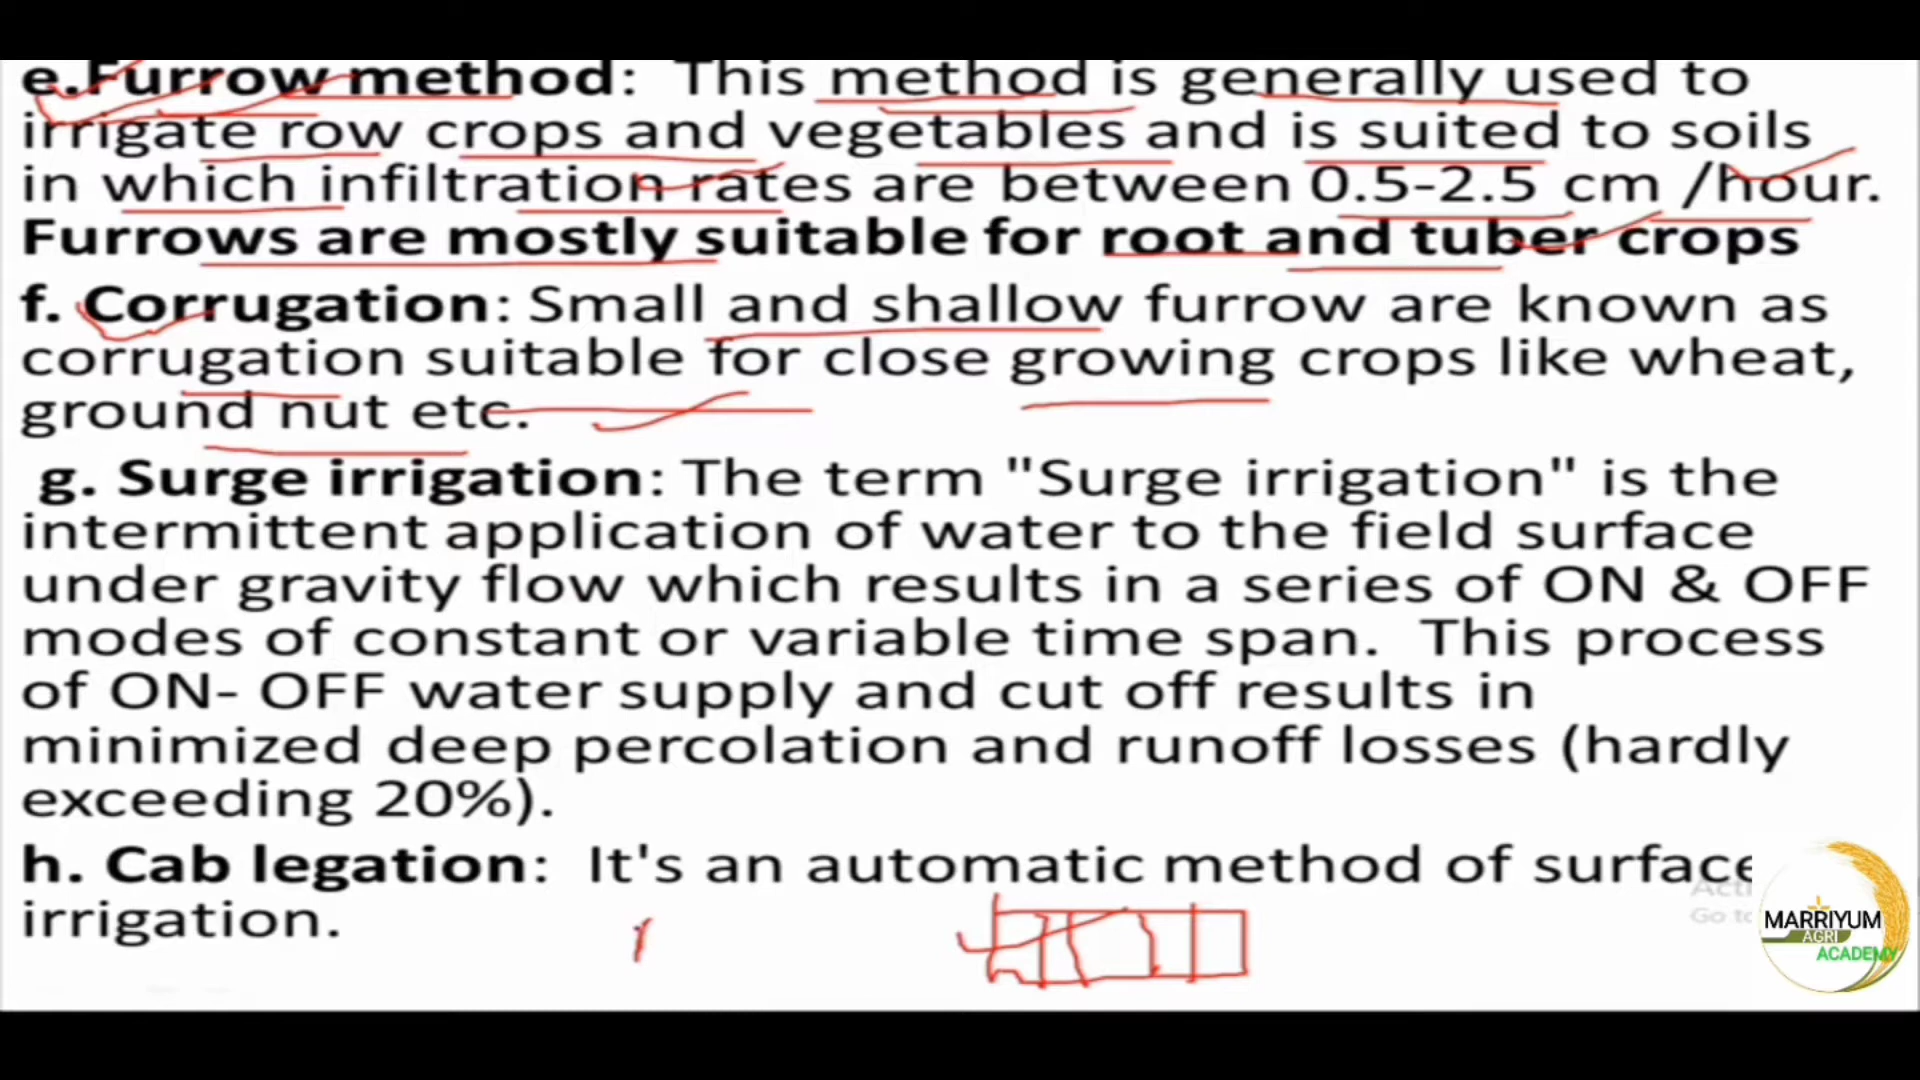 e.Furrow method: This method is generally used to
irrigate row crops and vegetables and is suited to soils
in which infiltration rates are between 0.5-2.5 cm /hour.
Furrows are mostly suitable for root and tuber crops
f. Corrugation: Small and shallow furrow are known as
corrugation suitable for close growing crops like wheat,
ground nut etc.
g. Surge irrigation: The term "Surge irrigation" is the
intermittent application of water to the field surface
under gravity flow which results in a series of ON & OFF
modes of constant or variable time span. This process
of ON- OFF water supply and cut off results in
minimized deep percolation and runoff losses (hardly
exceeding 20%).
h. Cab legation: It's an automatic method of surface
irrigation.
Go to
MARRIYUM
AGRI
ACADEMY